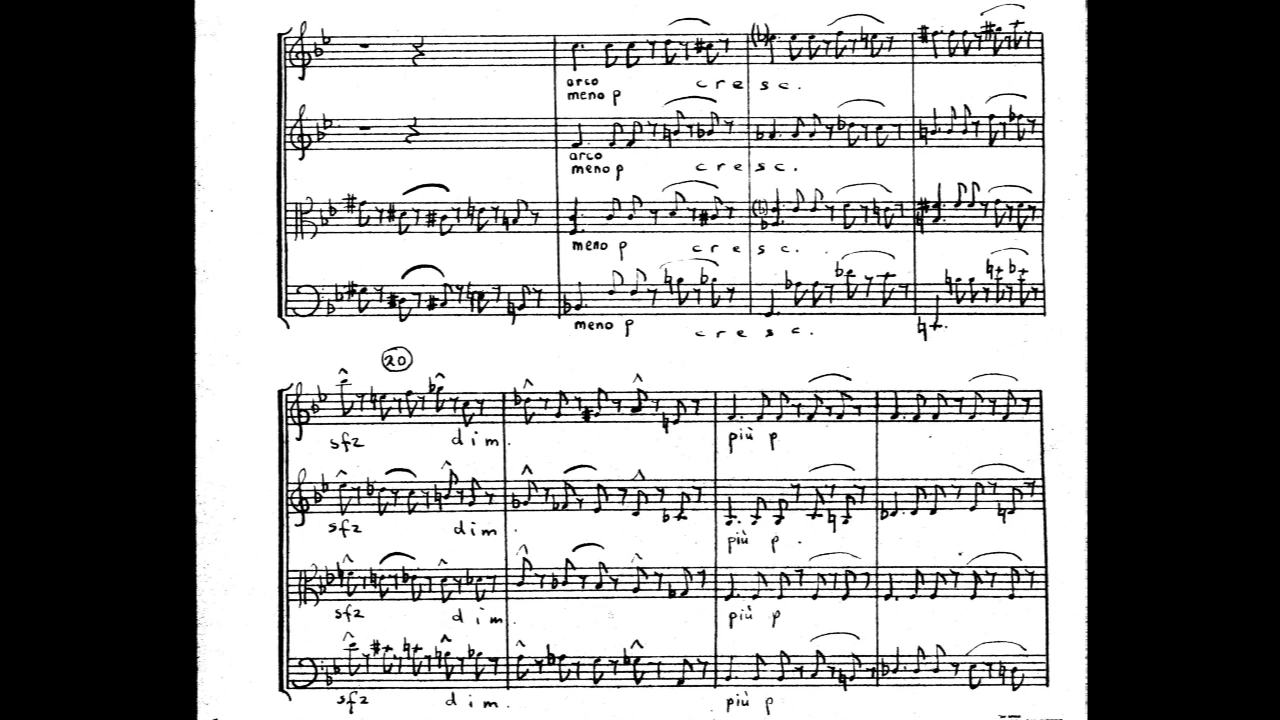 arco
meno p cresc.
arco
meno p cresc.
meno p cresc.
meno p cresc.
20
sfz dim. più p
sfz dim. più p.
sfz dim. più p
sfz dim. più p